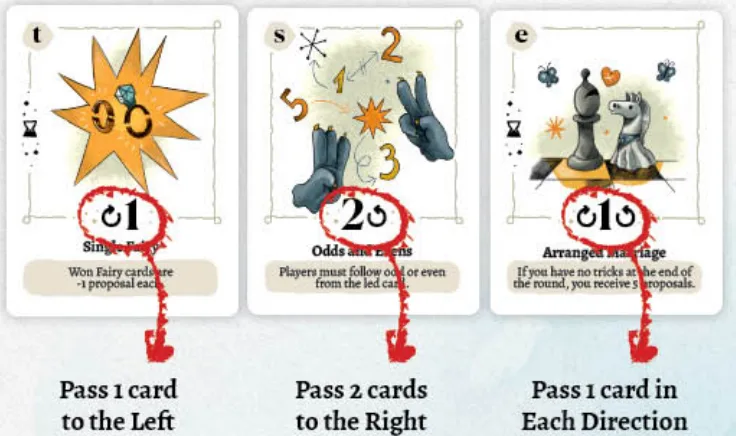 t
1
Single Fairy
Won Fairy cards are
-1 proposal each.
Pass 1 card
to the Left
s
2
1
5
3
2
Odds and Evens
Players must follow odd or even
from the led card.
Pass 2 cards
to the Right
e
1
Arranged Marriage
If you have no tricks at the end of
the round, you receive 5 proposals.
Pass 1 card in
Each Direction